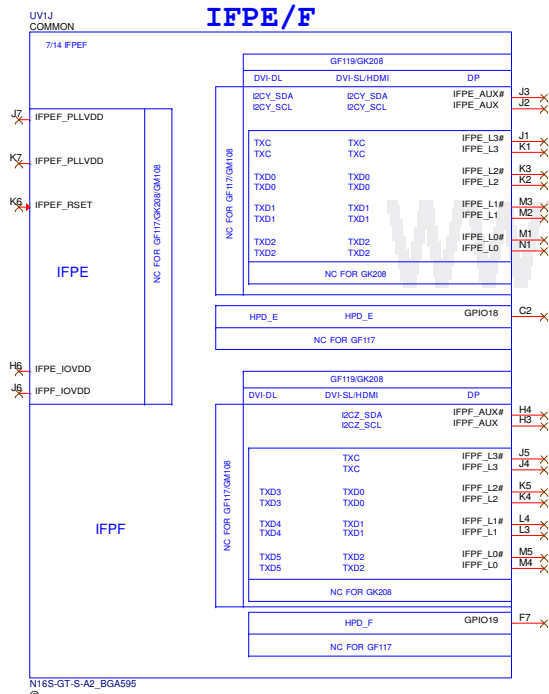 IFPE/F
UV1J
COMMON
7/14 IFPEF
GF119/GK208
DVI-DL DVI-SL/HDMI DP
I2CY_SDA I2CY_SDA IFPE_AUX# J3
I2CY_SCL I2CY_SCL IFPE_AUX J2
J7 IFPEF_PLLVDD
TXC TXC IFPE_L3# J1
TXC TXC IFPE_L3 K1
K7 IFPEF_PLLVDD
TXD0 TXD0 IFPE_L2# K3
TXD0 TXD0 IFPE_L2 K2
K6 IFPEF_RSET
TXD1 TXD1 IFPE_L1# M3
TXD1 TXD1 IFPE_L1 M2
TXD2 TXD2 IFPE_L0# M1
TXD2 TXD2 IFPE_L0 N1
NC FOR GF117/GK208/GM108
NC FOR GF117/GM108
IFPE
NC FOR GK208
HPD_E HPD_E GPIO18 C2
NC FOR GF117
H6 IFPE_IOVDD
J6 IFPF_IOVDD
GF119/GK208
DVI-DL DVI-SL/HDMI DP
I2CZ_SDA IFPF_AUX# H4
I2CZ_SCL IFPF_AUX H3
TXC IFPF_L3# J5
TXC IFPF_L3 J4
TXD3 TXD0 IFPF_L2# K5
TXD3 TXD0 IFPF_L2 K4
TXD4 TXD1 IFPF_L1# L4
TXD4 TXD1 IFPF_L1 L3
TXD5 TXD2 IFPF_L0# M5
TXD5 TXD2 IFPF_L0 M4
NC FOR GF117/GM108
IFPF
NC FOR GK208
HPD_F GPIO19 F7
NC FOR GF117
N16S-GT-S-A2_BGA595
@
WW